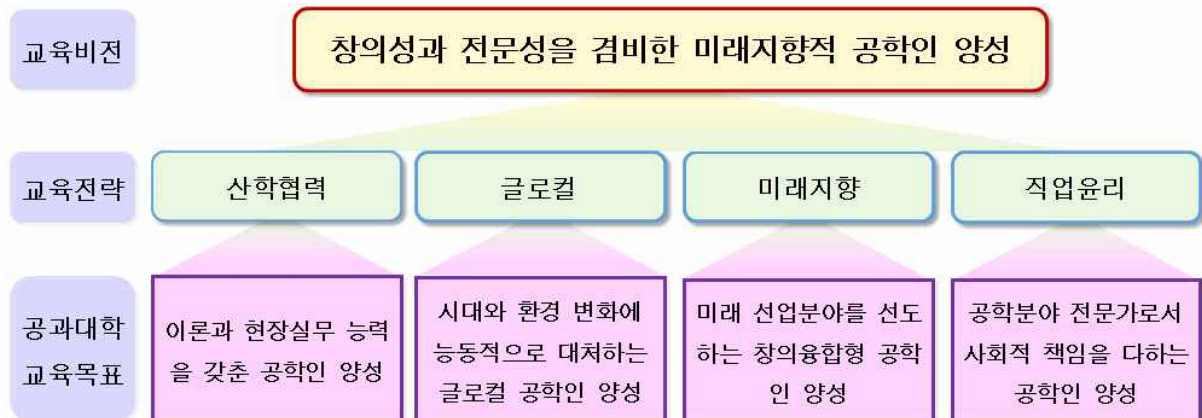 교육비전
창의성과 전문성을 겸비한 미래지향적 공학인 양성
교육전략
산학협력
글로컬
미래지향
직업윤리
공과대학
교육목표
이론과 현장실무 능력
을 갖춘 공학인 양성
시대와 환경 변화에
능동적으로 대처하는
글로컬 공학인 양성
미래 선업분야를 선도
하는 창의융합형 공학
인 양성
공학분야 전문가로서
사회적 책임을 다하는
공학인 양성